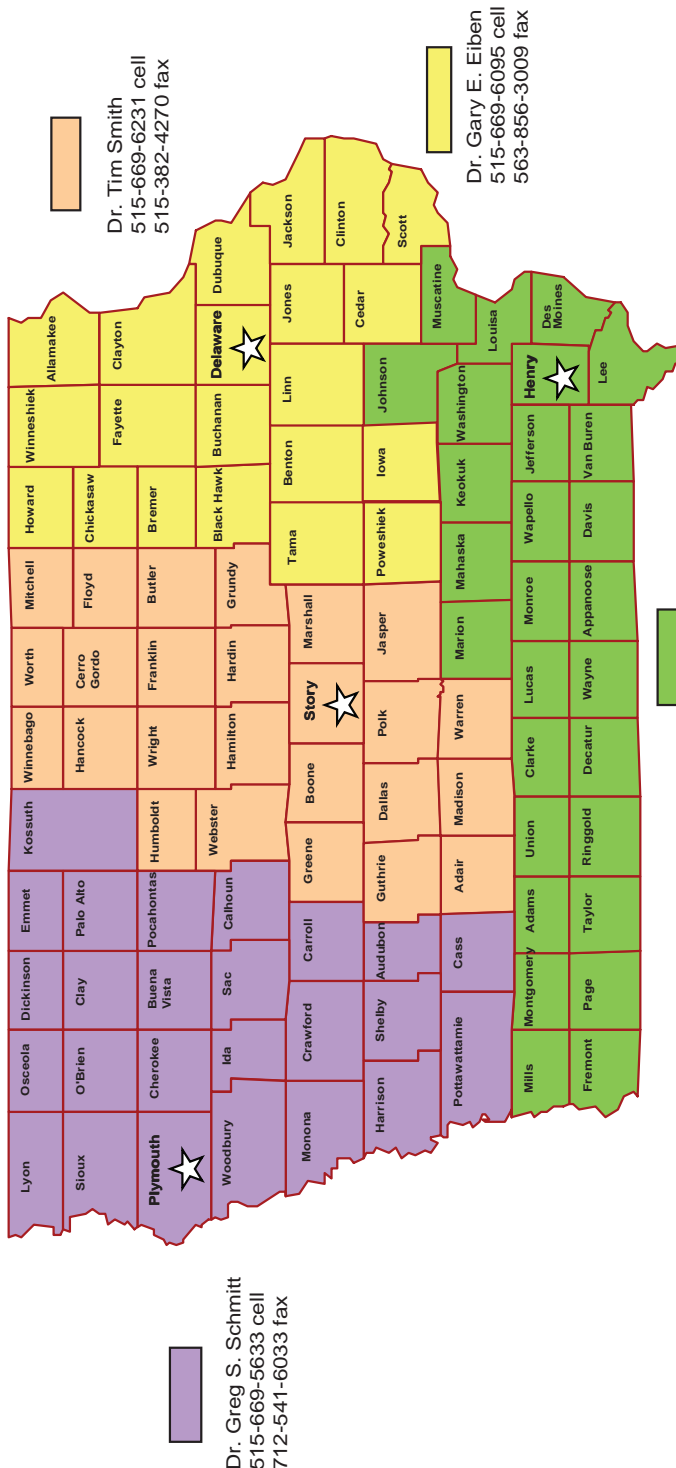 Dr. Tim Smith
515-669-6231 cell
515-382-4270 fax
Dr. Gary E. Eiben
515-669-6095 cell
563-856-3009 fax
Dr. Greg S. Schmitt
515-669-5633 cell
712-541-6033 fax
Lyon
Osceola
Dickinson
Emmet
Kossuth
Winnebago
Worth
Mitchell
Howard
Winneshiek
Allamakee
Sioux
O'Brien
Clay
Palo Alto
Hancock
Cerro
Gordo
Floyd
Chickasaw
Fayette
Clayton
Plymouth
Cherokee
Buena
Vista
Pocahontas
Humboldt
Wright
Franklin
Butler
Bremer
Woodbury
Ida
Sac
Calhoun
Webster
Hamilton
Hardin
Grundy
Black Hawk
Buchanan
Delaware
Dubuque
Monona
Crawford
Carroll
Greene
Boone
Story
Marshall
Tama
Benton
Linn
Jones
Jackson
Clinton
Cedar
Scott
Harrison
Shelby
Audubon
Guthrie
Dallas
Polk
Jasper
Poweshiek
Iowa
Johnson
Muscatine
Pottawattamie
Cass
Adair
Madison
Warren
Marion
Mahaska
Keokuk
Washington
Louisa
Mills
Montgomery
Adams
Union
Clarke
Lucas
Monroe
Wapello
Jefferson
Henry
Des
Moines
Fremont
Page
Taylor
Ringgold
Decatur
Wayne
Appanoose
Davis
Van Buren
Lee